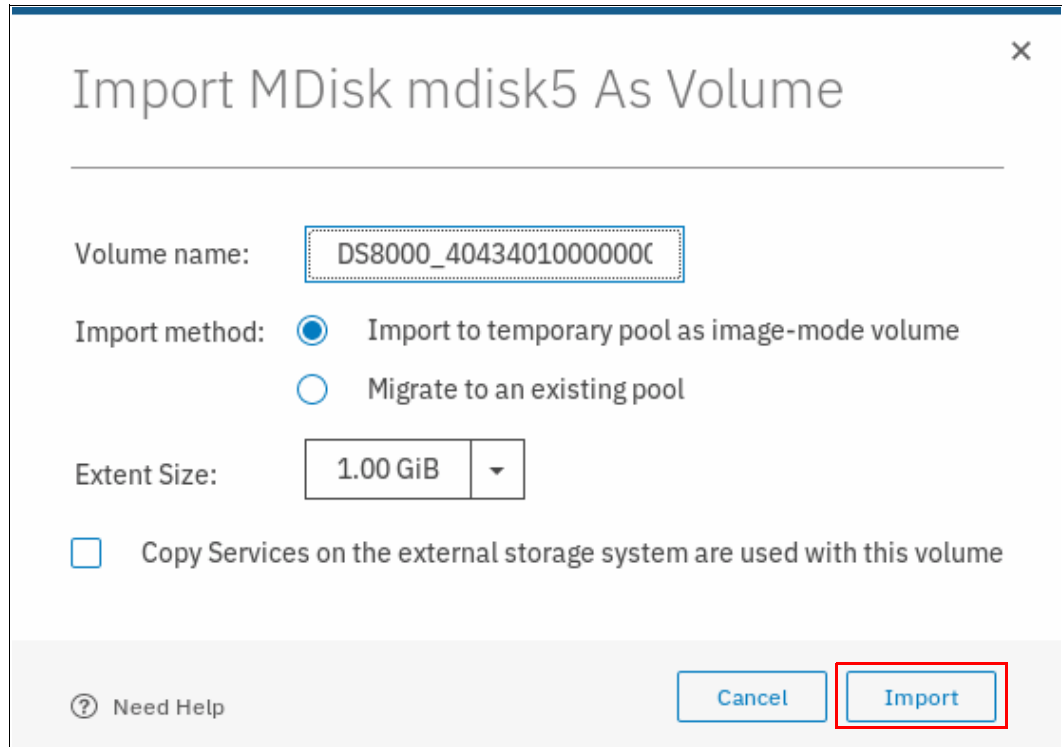 Import MDisk mdisk5 As Volume
Volume name: DS8000_4043401000000
Import method: Import to temporary pool as image-mode volume
Migrate to an existing pool
Extent Size: 1.00 GiB
Copy Services on the external storage system are used with this volume
? Need Help Cancel Import